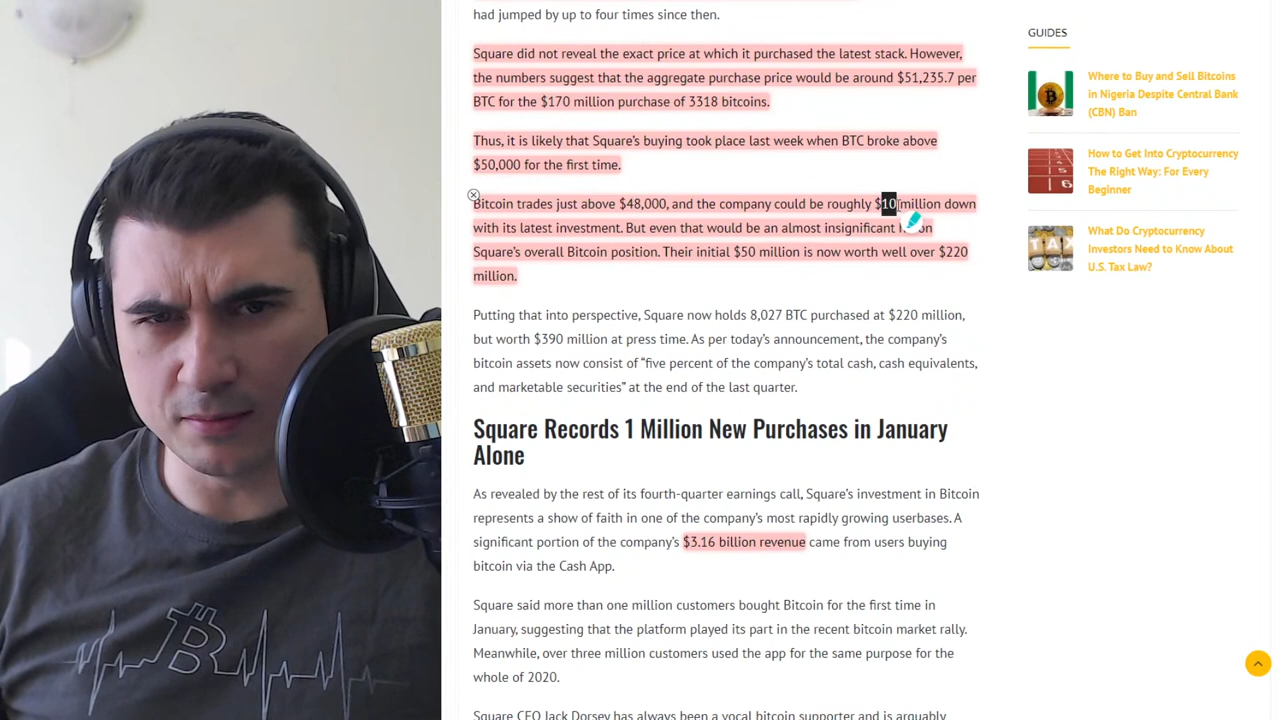 had jumped by up to four times since then.
Square did not reveal the exact price at which it purchased the latest stack. However,
the numbers suggest that the aggregate purchase price would be around $51,235.7 per
BTC for the $170 million purchase of 3318 bitcoins.
Thus, it is likely that Square's buying took place last week when BTC broke above
$50,000 for the first time.
Bitcoin trades just above $48,000, and the company could be roughly $10 million down
with its latest investment. But even that would be an almost insignificant on
Square's overall Bitcoin position. Their initial $50 million is now worth well over $220
million.
Putting that into perspective, Square now holds 8,027 BTC purchased at $220 million,
but worth $390 million at press time. As per today's announcement, the company's
bitcoin assets now consist of “five percent of the company's total cash, cash equivalents,
and marketable securities” at the end of the last quarter.
Square Records 1 Million New Purchases in January
Alone
As revealed by the rest of its fourth-quarter earnings call, Square's investment in Bitcoin
represents a show of faith in one of the company's most rapidly growing userbases. A
significant portion of the company's $3.16 billion revenue came from users buying
bitcoin via the Cash App.
Square said more than one million customers bought Bitcoin for the first time in
January, suggesting that the platform played its part in the recent bitcoin market rally.
Meanwhile, over three million customers used the app for the same purpose for the
whole of 2020.
Square CEO Jack Dorsey has always been a vocal bitcoin supporter and is arguably
GUIDES
Where to Buy and Sell Bitcoins
in Nigeria Despite Central Bank
(CBN) Ban
How to Get Into Cryptocurrency
The Right Way: For Every
Beginner
What Do Cryptocurrency
Investors Need to Know About
U.S. Tax Law?